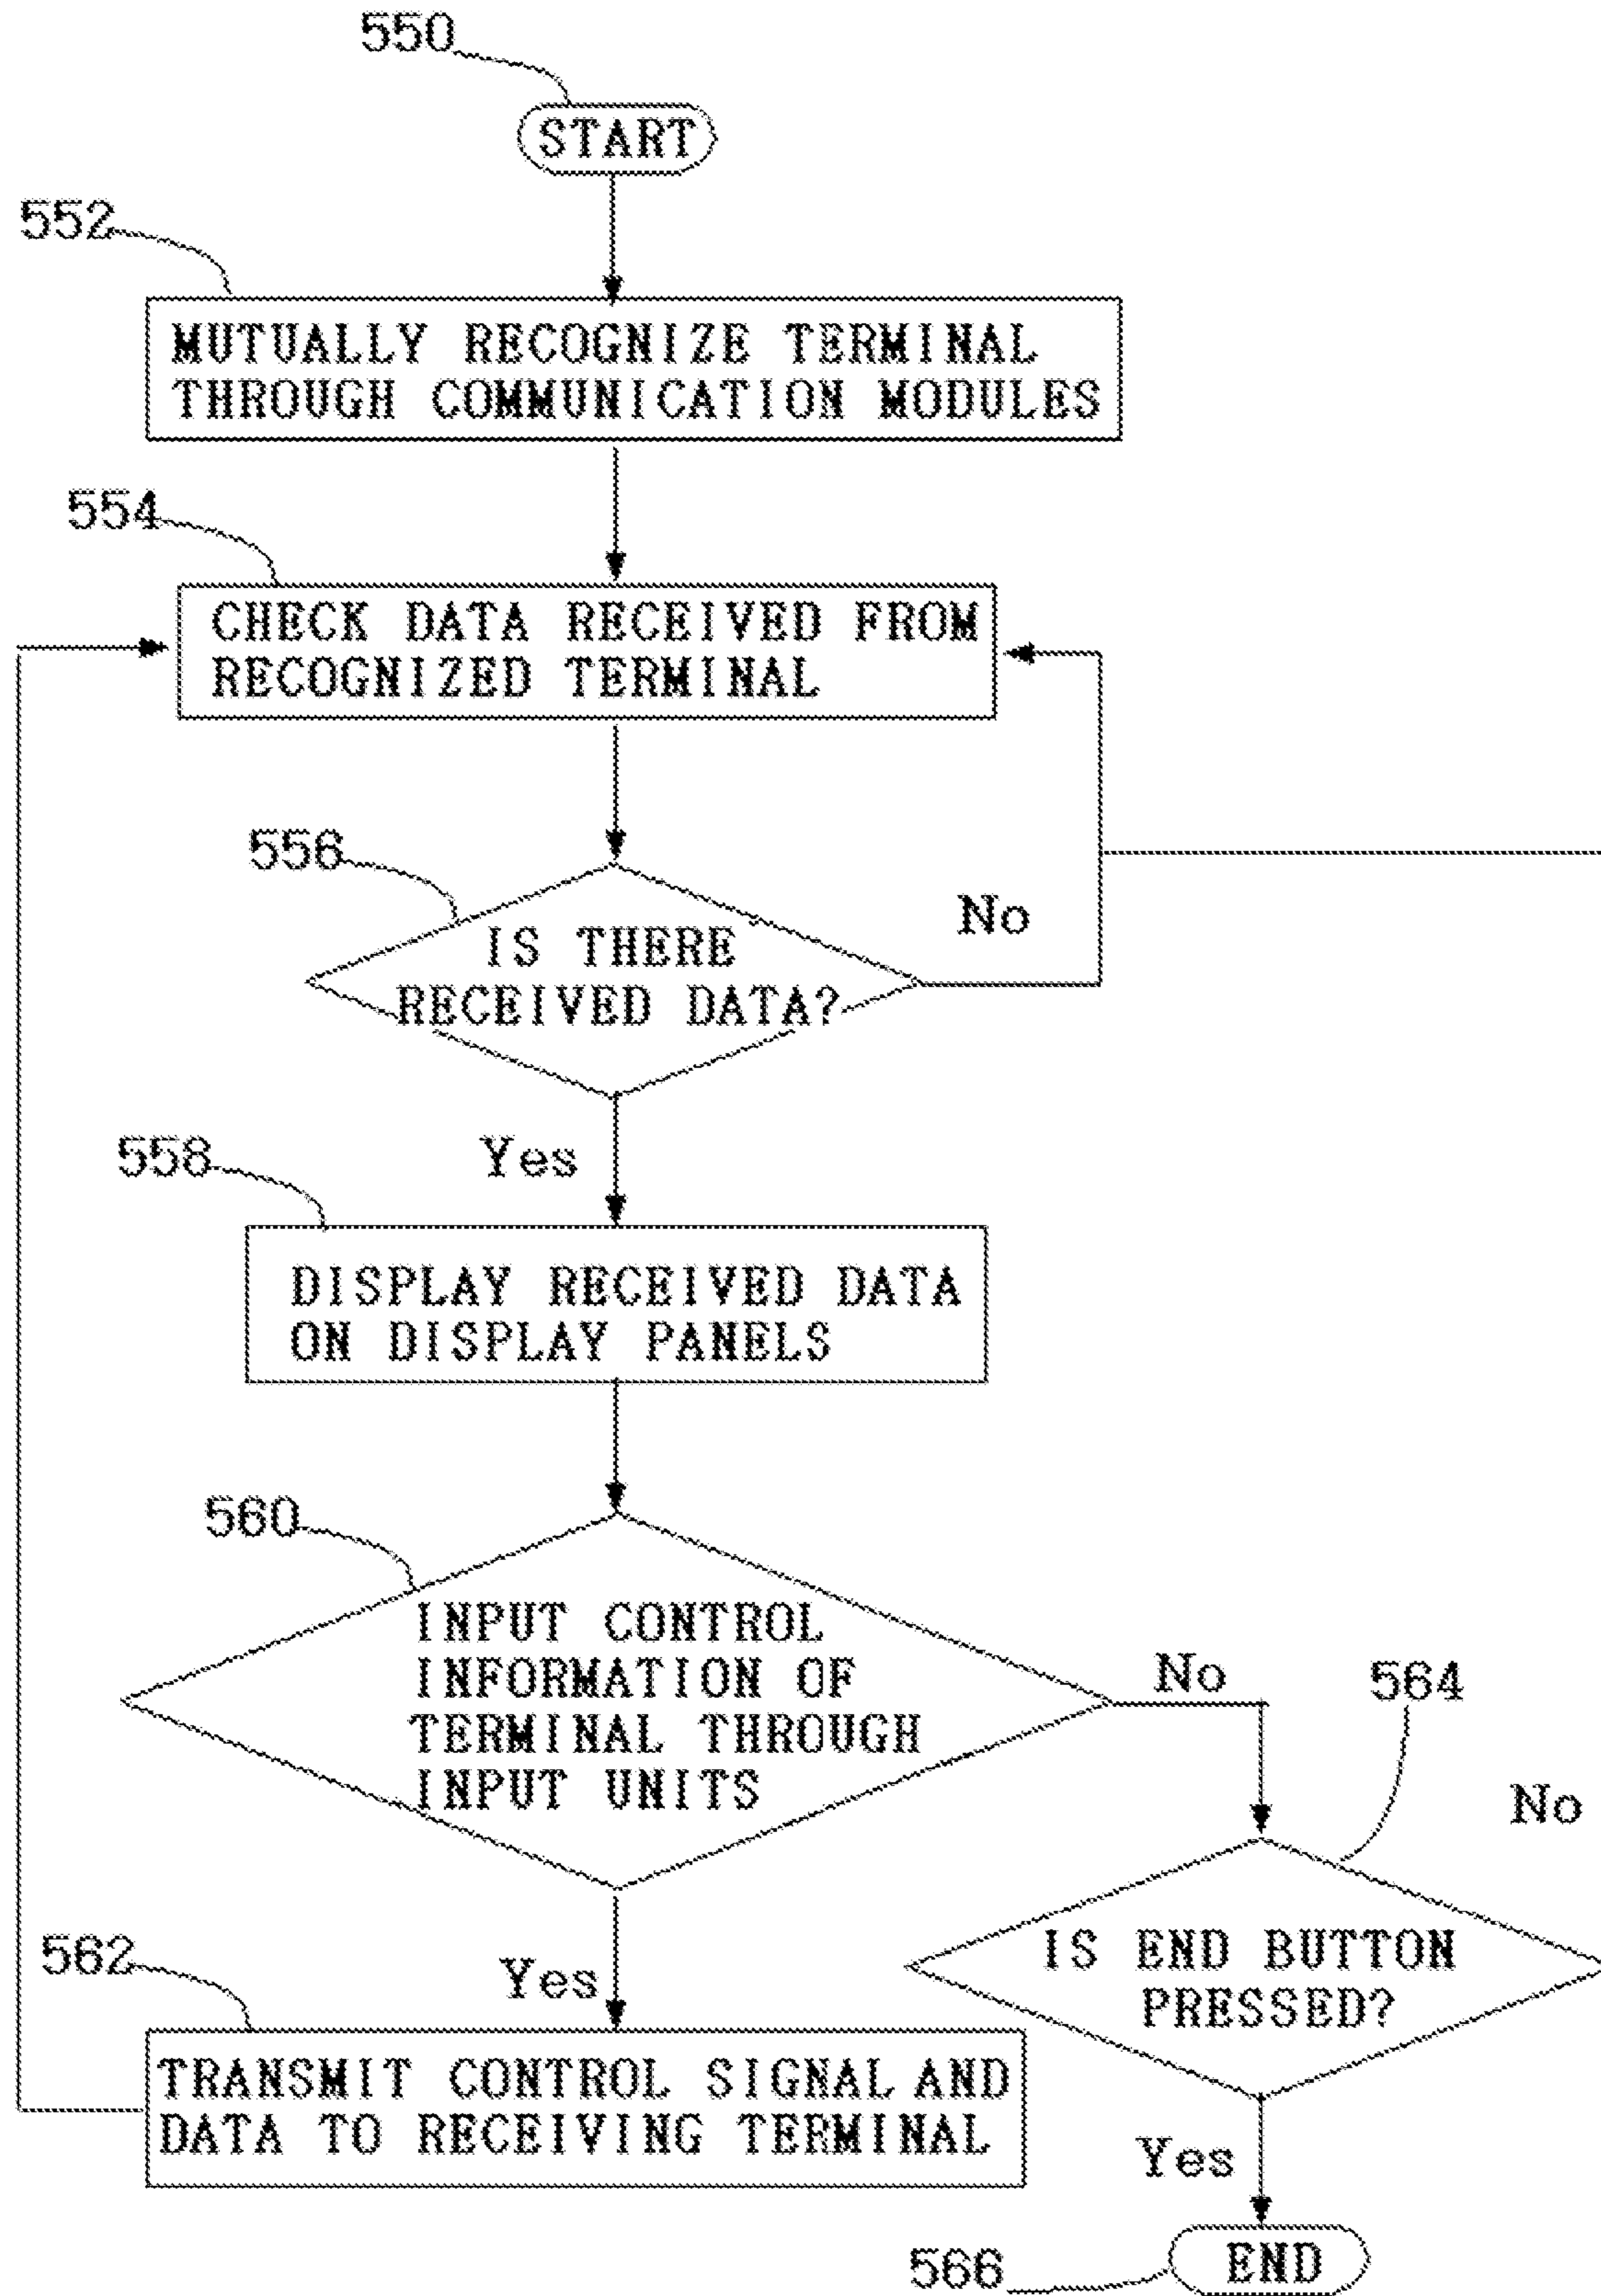 550
START
552
MUTUALLY RECOGNIZE TERMINAL
THROUGH COMMUNICATION MODULES
554
CHECK DATA RECEIVED FROM
RECOGNIZED TERMINAL
556
IS THERE
RECEIVED DATA?
No
Yes
558
DISPLAY RECEIVED DATA
ON DISPLAY PANELS
560
INPUT CONTROL
INFORMATION OF
TERMINAL THROUGH
INPUT UNITS
No
564
No
Yes
562
TRANSMIT CONTROL SIGNAL AND
DATA TO RECEIVING TERMINAL
IS END BUTTON
PRESSED?
Yes
566
END